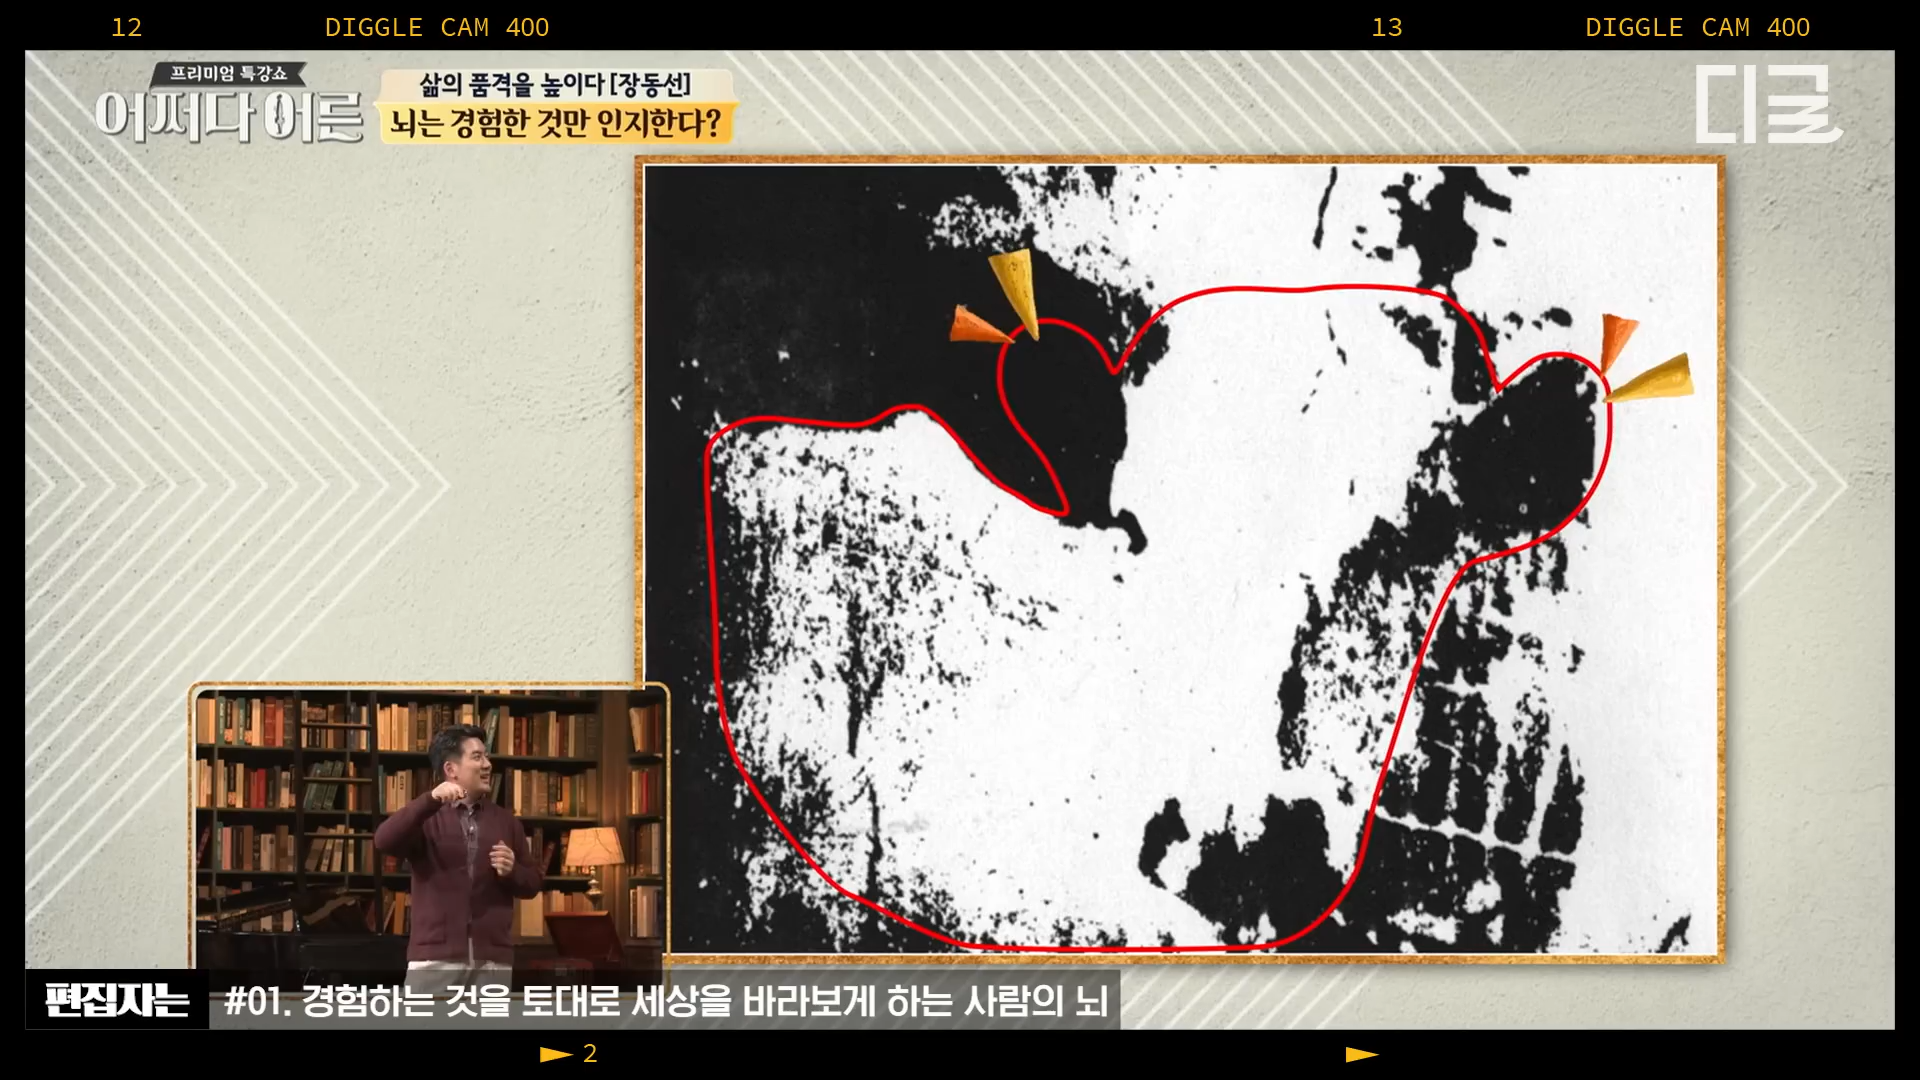 12
DIGGLE CAM 400
13
DIGGLE CAM 400
프리미엄 특강쇼
어쩌다 어른
삶의 품격을 높이다 [장동선]
뇌는 경험한 것만 인지한다?
디글
편집자는
#01. 경험하는 것을 토대로 세상을 바라보게 하는 사람의 뇌
2